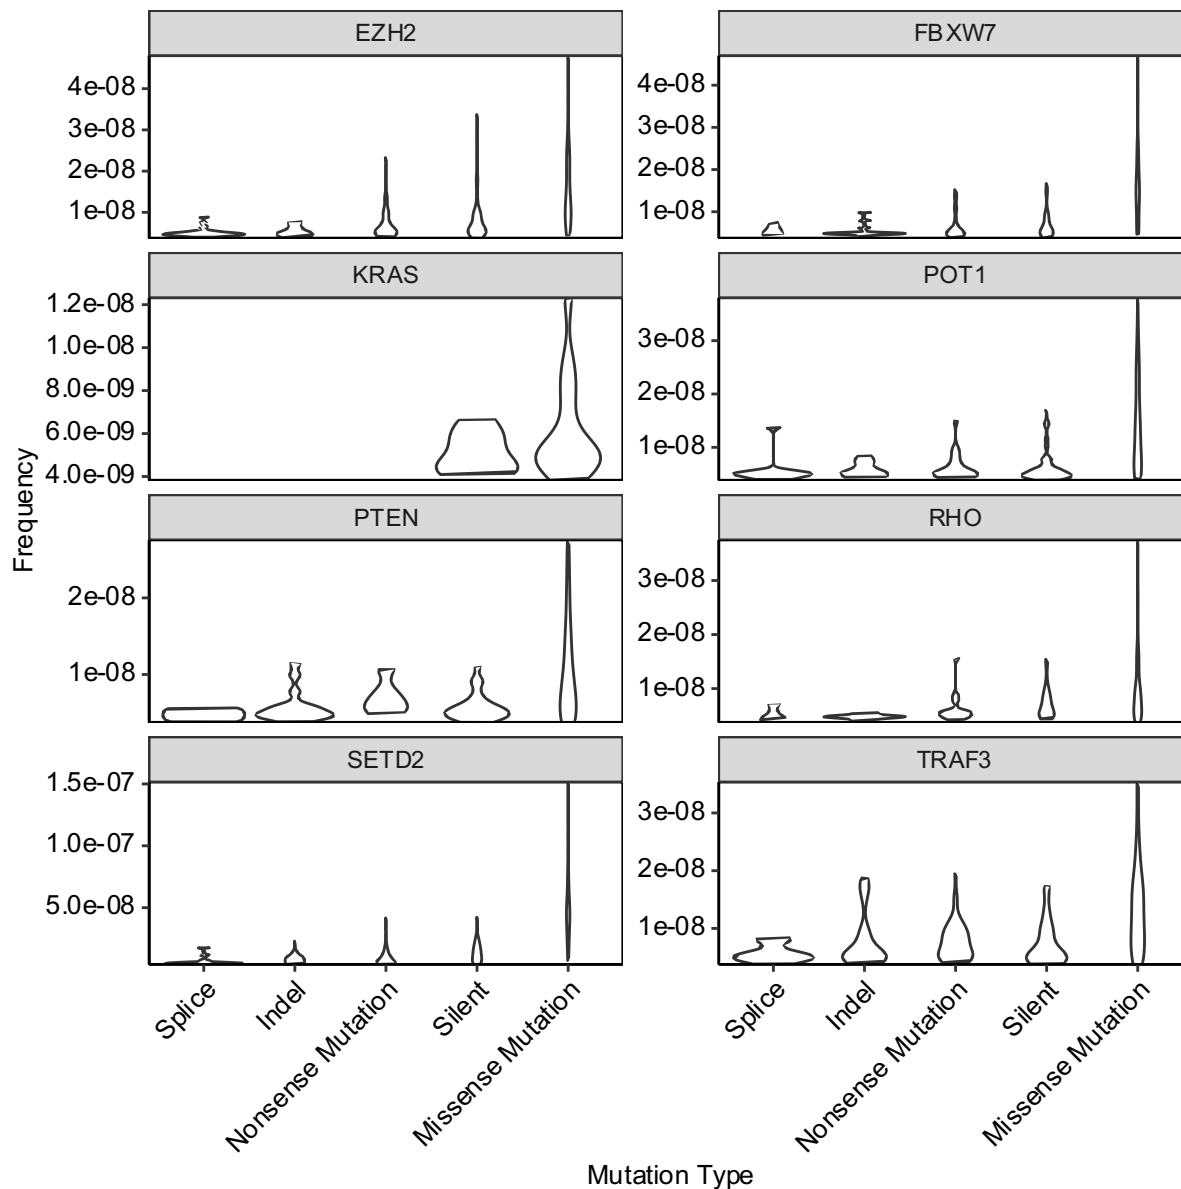 EZH2
FBXW7
4e-08
3e-08
2e-08
1e-08
4e-08
3e-08
2e-08
1e-08
KRAS
POT1
1.2e-08
1.0e-08
8.0e-09
6.0e-09
4.0e-09
3e-08
2e-08
1e-08
Frequency
PTEN
RHO
2e-08
1e-08
3e-08
2e-08
1e-08
SETD2
TRAF3
1.5e-07
1.0e-07
5.0e-08
3e-08
2e-08
1e-08
Splice
Indel
Nonsense Mutation
Silent
Missense Mutation
Splice
Indel
Nonsense Mutation
Silent
Missense Mutation
Mutation Type